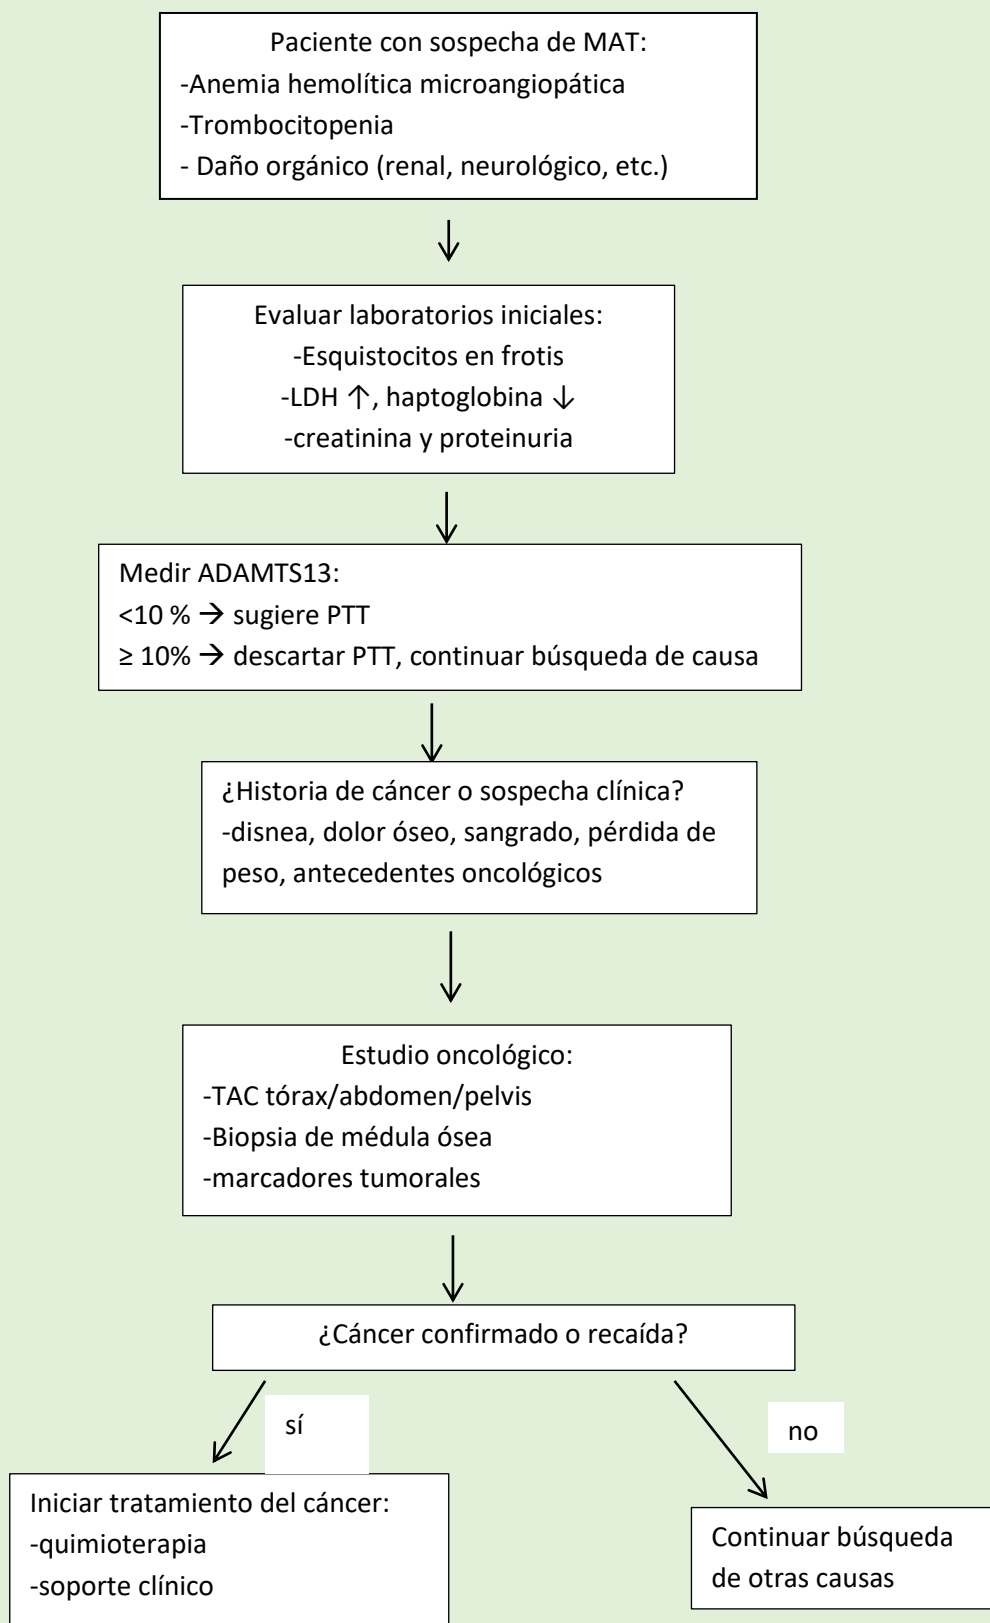 Paciente con sospecha de MAT:
-Anemia hemolítica microangiopática
-Trombocitopenia
- Daño orgánico (renal, neurológico, etc.)
Evaluar laboratorios iniciales:
-Esquistocitos en frotis
-LDH ↑, haptoglobina ↓
-creatinina y proteinuria
Medir ADAMTS13:
<10 % → sugiere PTT
≥ 10% → descartar PTT, continuar búsqueda de causa
¿Historia de cáncer o sospecha clínica?
-disnea, dolor óseo, sangrado, pérdida de
peso, antecedentes oncológicos
Estudio oncológico:
-TAC tórax/abdomen/pelvis
-Biopsia de médula ósea
-marcadores tumorales
¿Cáncer confirmado o recaída?
sí
no
Iniciar tratamiento del cáncer:
-quimioterapia
-soporte clínico
Continuar búsqueda
de otras causas